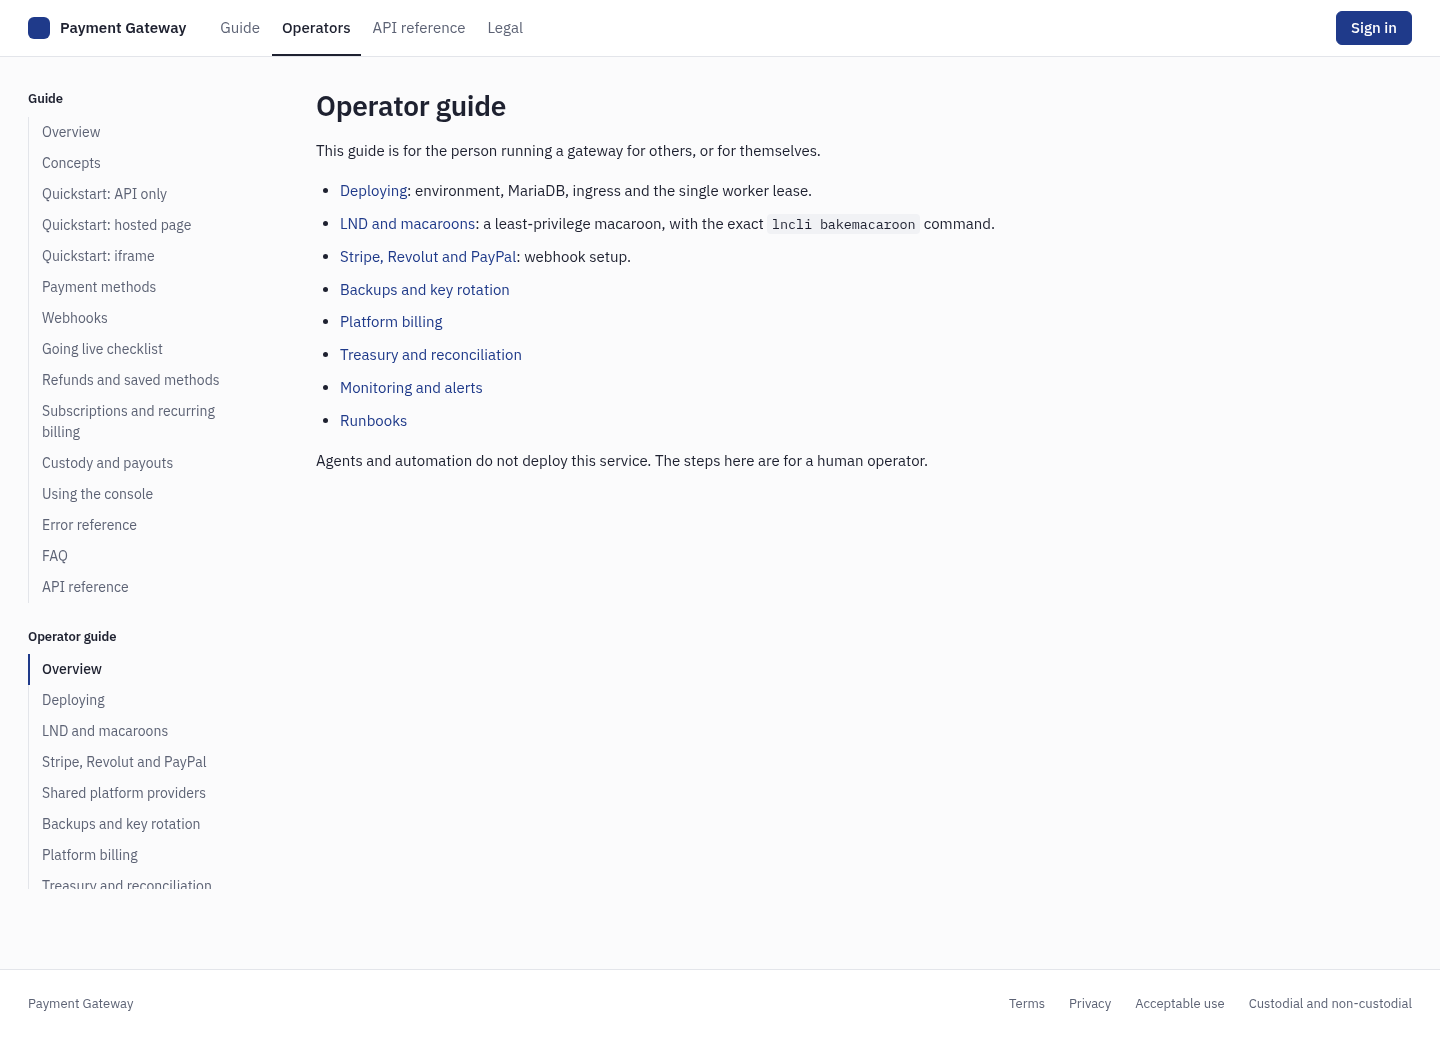 Payment Gateway
Guide
Operators
API reference
Legal
Sign in
Guide
Overview
Concepts
Quickstart: API only
Quickstart: hosted page
Quickstart: iframe
Payment methods
Webhooks
Going live checklist
Refunds and saved methods
Subscriptions and recurring
billing
Custody and payouts
Using the console
Error reference
FAQ
API reference
Operator guide
Overview
Deploying
LND and macaroons
Stripe, Revolut and PayPal
Shared platform providers
Backups and key rotation
Platform billing
Treasury and reconciliation
Operator guide
This guide is for the person running a gateway for others, or for themselves.
Deploying: environment, MariaDB, ingress and the single worker lease.
LND and macaroons: a least-privilege macaroon, with the exact lncli bakemacaroon command.
Stripe, Revolut and PayPal: webhook setup.
Backups and key rotation
Platform billing
Treasury and reconciliation
Monitoring and alerts
Runbooks
Agents and automation do not deploy this service. The steps here are for a human operator.
Payment Gateway
Terms
Privacy
Acceptable use
Custodial and non-custodial